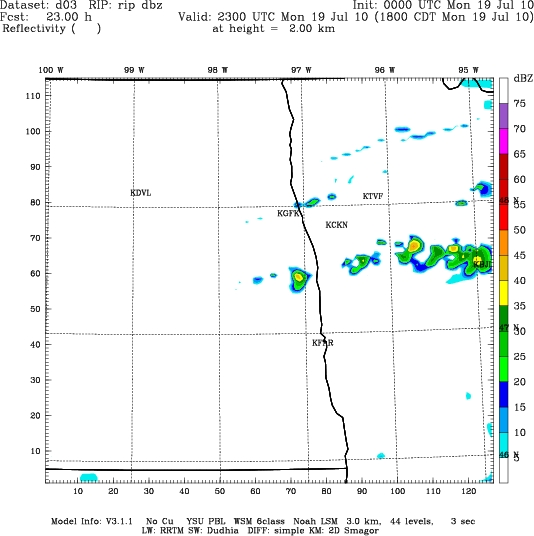 Dataset: d03 RIP: rip dbz Init: 0000 UTC Mon 19 Jul 10
Fcst: 23.00 h Valid: 2300 UTC Mon 19 Jul 10 (1800 CDT Mon 19 Jul 10)
Reflectivity ( ) at height = 2.00 km
100 W 99 W 98 W 97 W 96 W 95 W dBZ
110
100
90
80
70
60
50
40
30
20
10
KDVL
KTVF
KGFK
KCKN
KBJI
KFAR
10 20 30 40 50 60 70 80 90 100 110 120
75
70
65
60
55
50
45
40
35
30
25
20
15
10
5
47 N
46 N
Model Info: V3.1.1 No Cu YSU PBL WSM 6class Noah LSM 3.0 km, 44 levels, 3 sec
LW: RRTM SW: Dudhia DIFF: simple KM: 2D Smagor